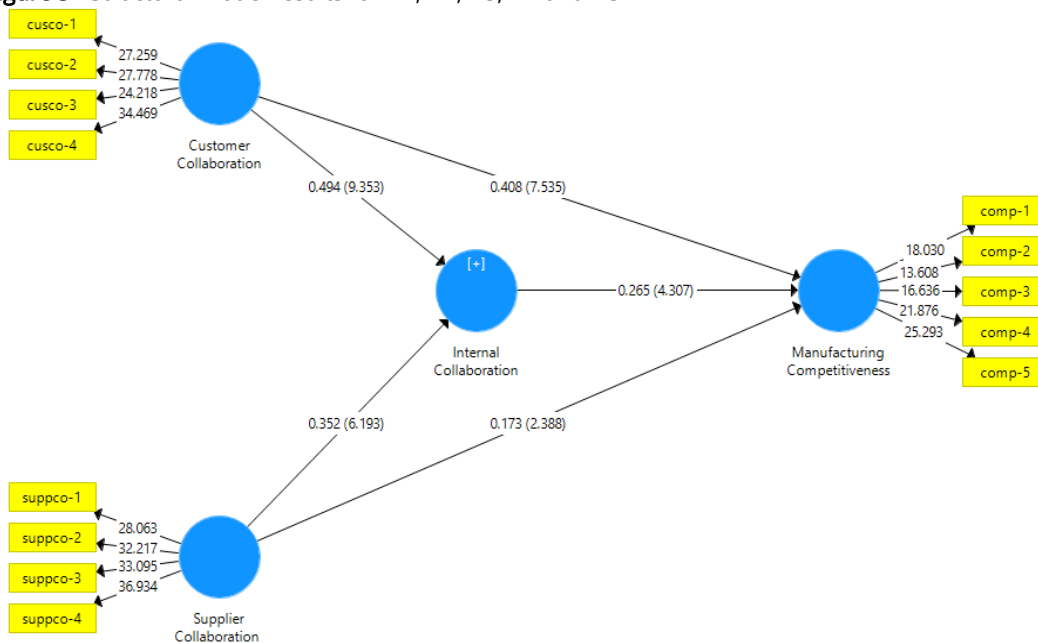 cusco-1
cusco-2
cusco-3
cusco-4
27.259
27.778
24.218
34.469
Customer
Collaboration
0.494 (9.353)
0.408 (7.535)
[+]
Internal
Collaboration
0.265 (4.307)
comp-1
comp-2
comp-3
comp-4
comp-5
18.030
13.608
16.636
21.876
25.293
Manufacturing
Competitiveness
0.352 (6.193)
0.173 (2.388)
suppco-1
suppco-2
suppco-3
suppco-4
28.063
32.217
33.095
36.934
Supplier
Collaboration